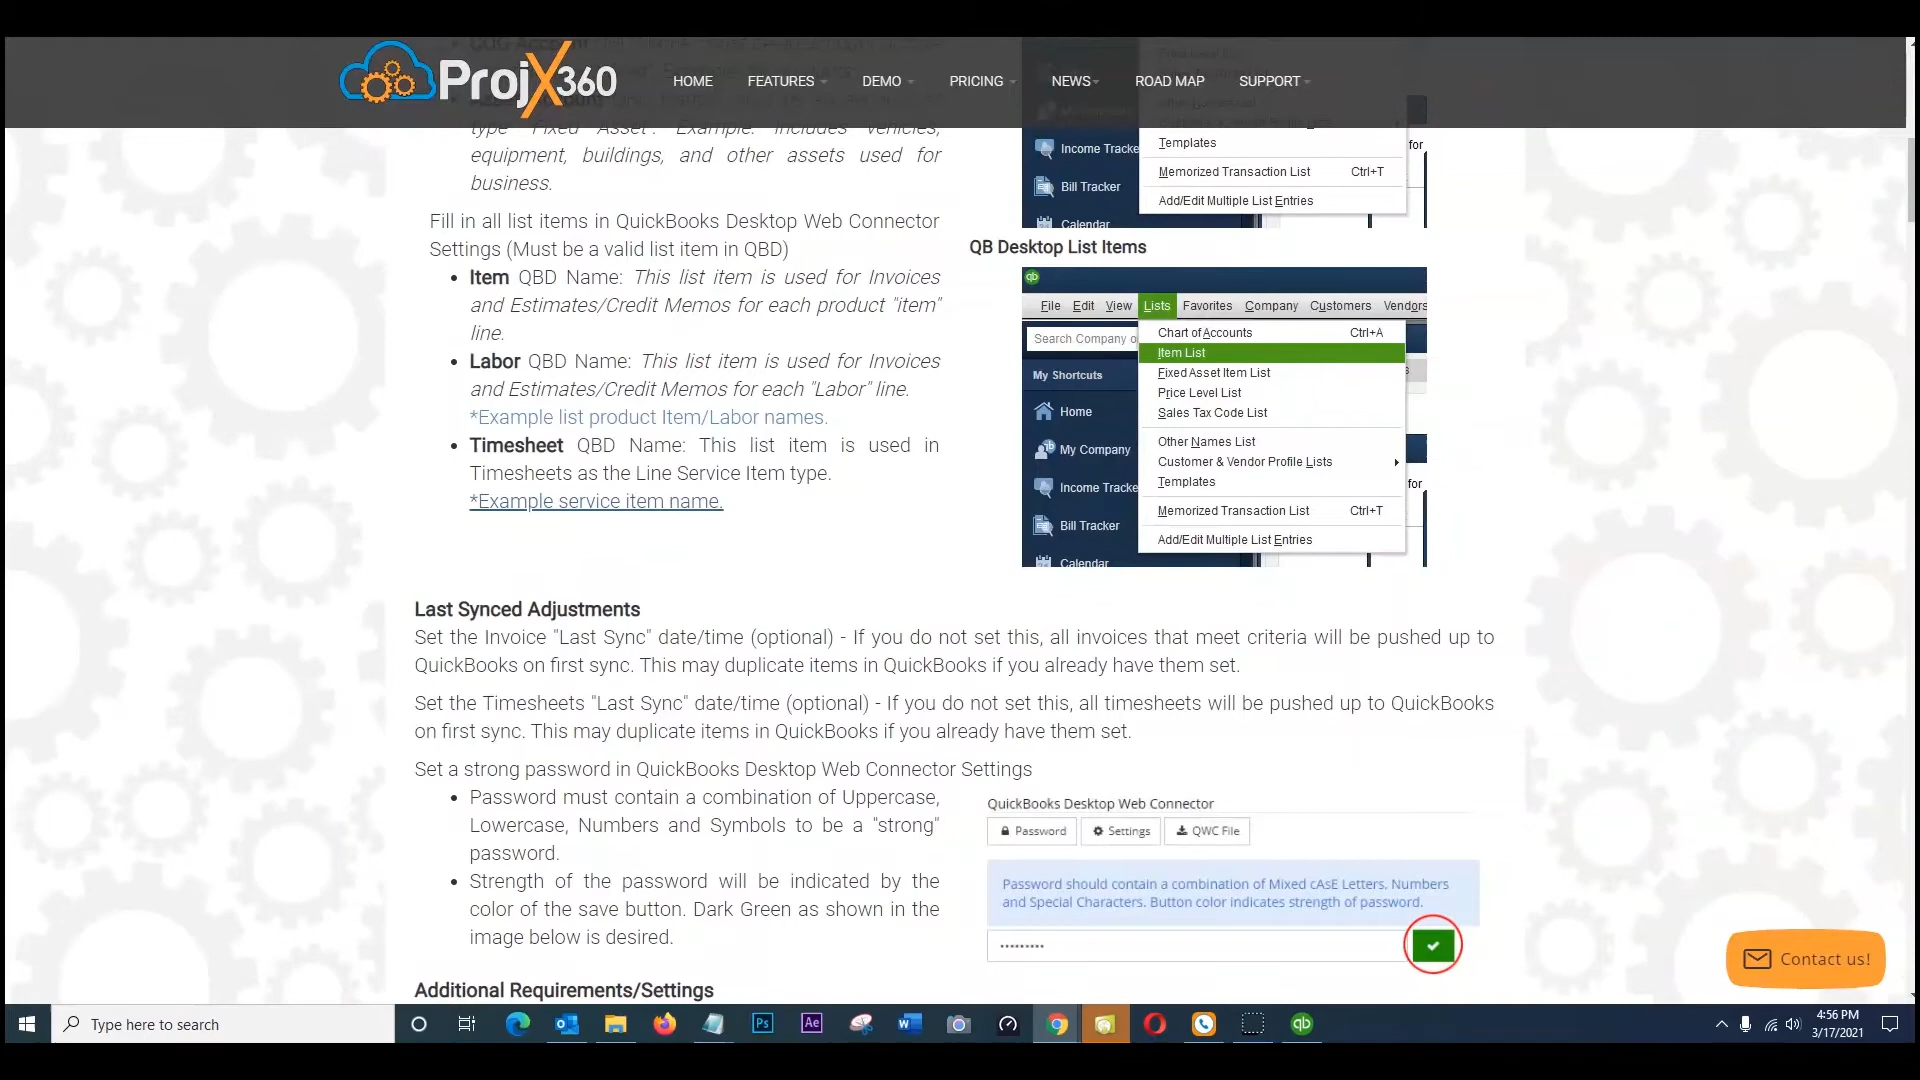 ProjX360
HOME FEATURES DEMO PRICING NEWS ROAD MAP SUPPORT
type "Fixed Asset". Example: Includes vehicles,
equipment, buildings, and other assets used for
business.
Fill in all list items in QuickBooks Desktop Web Connector
Settings (Must be a valid list item in QBD)
• Item QBD Name: This list item is used for Invoices
and Estimates/Credit Memos for each product "item"
line.
• Labor QBD Name: This list item is used for Invoices
and Estimates/Credit Memos for each "Labor" line.
*Example list product Item/Labor names.
• Timesheet QBD Name: This list item is used in
Timesheets as the Line Service Item type.
*Example service item name.
Templates
for
Income Tracke
Memorized Transaction List Ctrl+T
Bill Tracker
Add/Edit Multiple List Entries
Calendar
QB Desktop List Items
qb
File Edit View Lists Favorites Company Customers Vendors
Chart of Accounts Ctrl+A
Search Company o
Item List
Fixed Asset Item List
My Shortcuts
Price Level List
Home
Sales Tax Code List
Other Names List
My Company
Customer & Vendor Profile Lists
Templates
for
Income Tracke
Memorized Transaction List Ctrl+T
Bill Tracker
Add/Edit Multiple List Entries
Calendar
Last Synced Adjustments
Set the Invoice "Last Sync" date/time (optional) - If you do not set this, all invoices that meet criteria will be pushed up to
QuickBooks on first sync. This may duplicate items in QuickBooks if you already have them set.
Set the Timesheets "Last Sync" date/time (optional) - If you do not set this, all timesheets will be pushed up to QuickBooks
on first sync. This may duplicate items in QuickBooks if you already have them set.
Set a strong password in QuickBooks Desktop Web Connector Settings
• Password must contain a combination of Uppercase,
Lowercase, Numbers and Symbols to be a "strong"
password.
• Strength of the password will be indicated by the
color of the save button. Dark Green as shown in the
image below is desired.
QuickBooks Desktop Web Connector
Password Settings QWC File
Password should contain a combination of Mixed cAsE Letters, Numbers
and Special Characters. Button color indicates strength of password.
•••••••••
Contact us!
Additional Requirements/Settings
Type here to search
Ps
Ae
qb
4:56 PM
3/17/2021